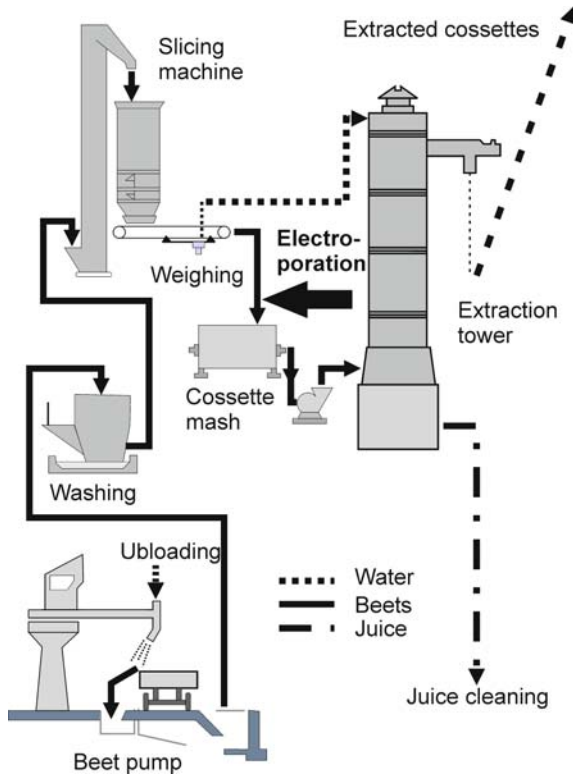 Extracted cossettes
Slicing
machine
Electro-
poration
Weighing
Extraction
tower
Cossette
mash
Washing
Ubloading
Water
Beets
Juice
Juice cleaning
Beet pump